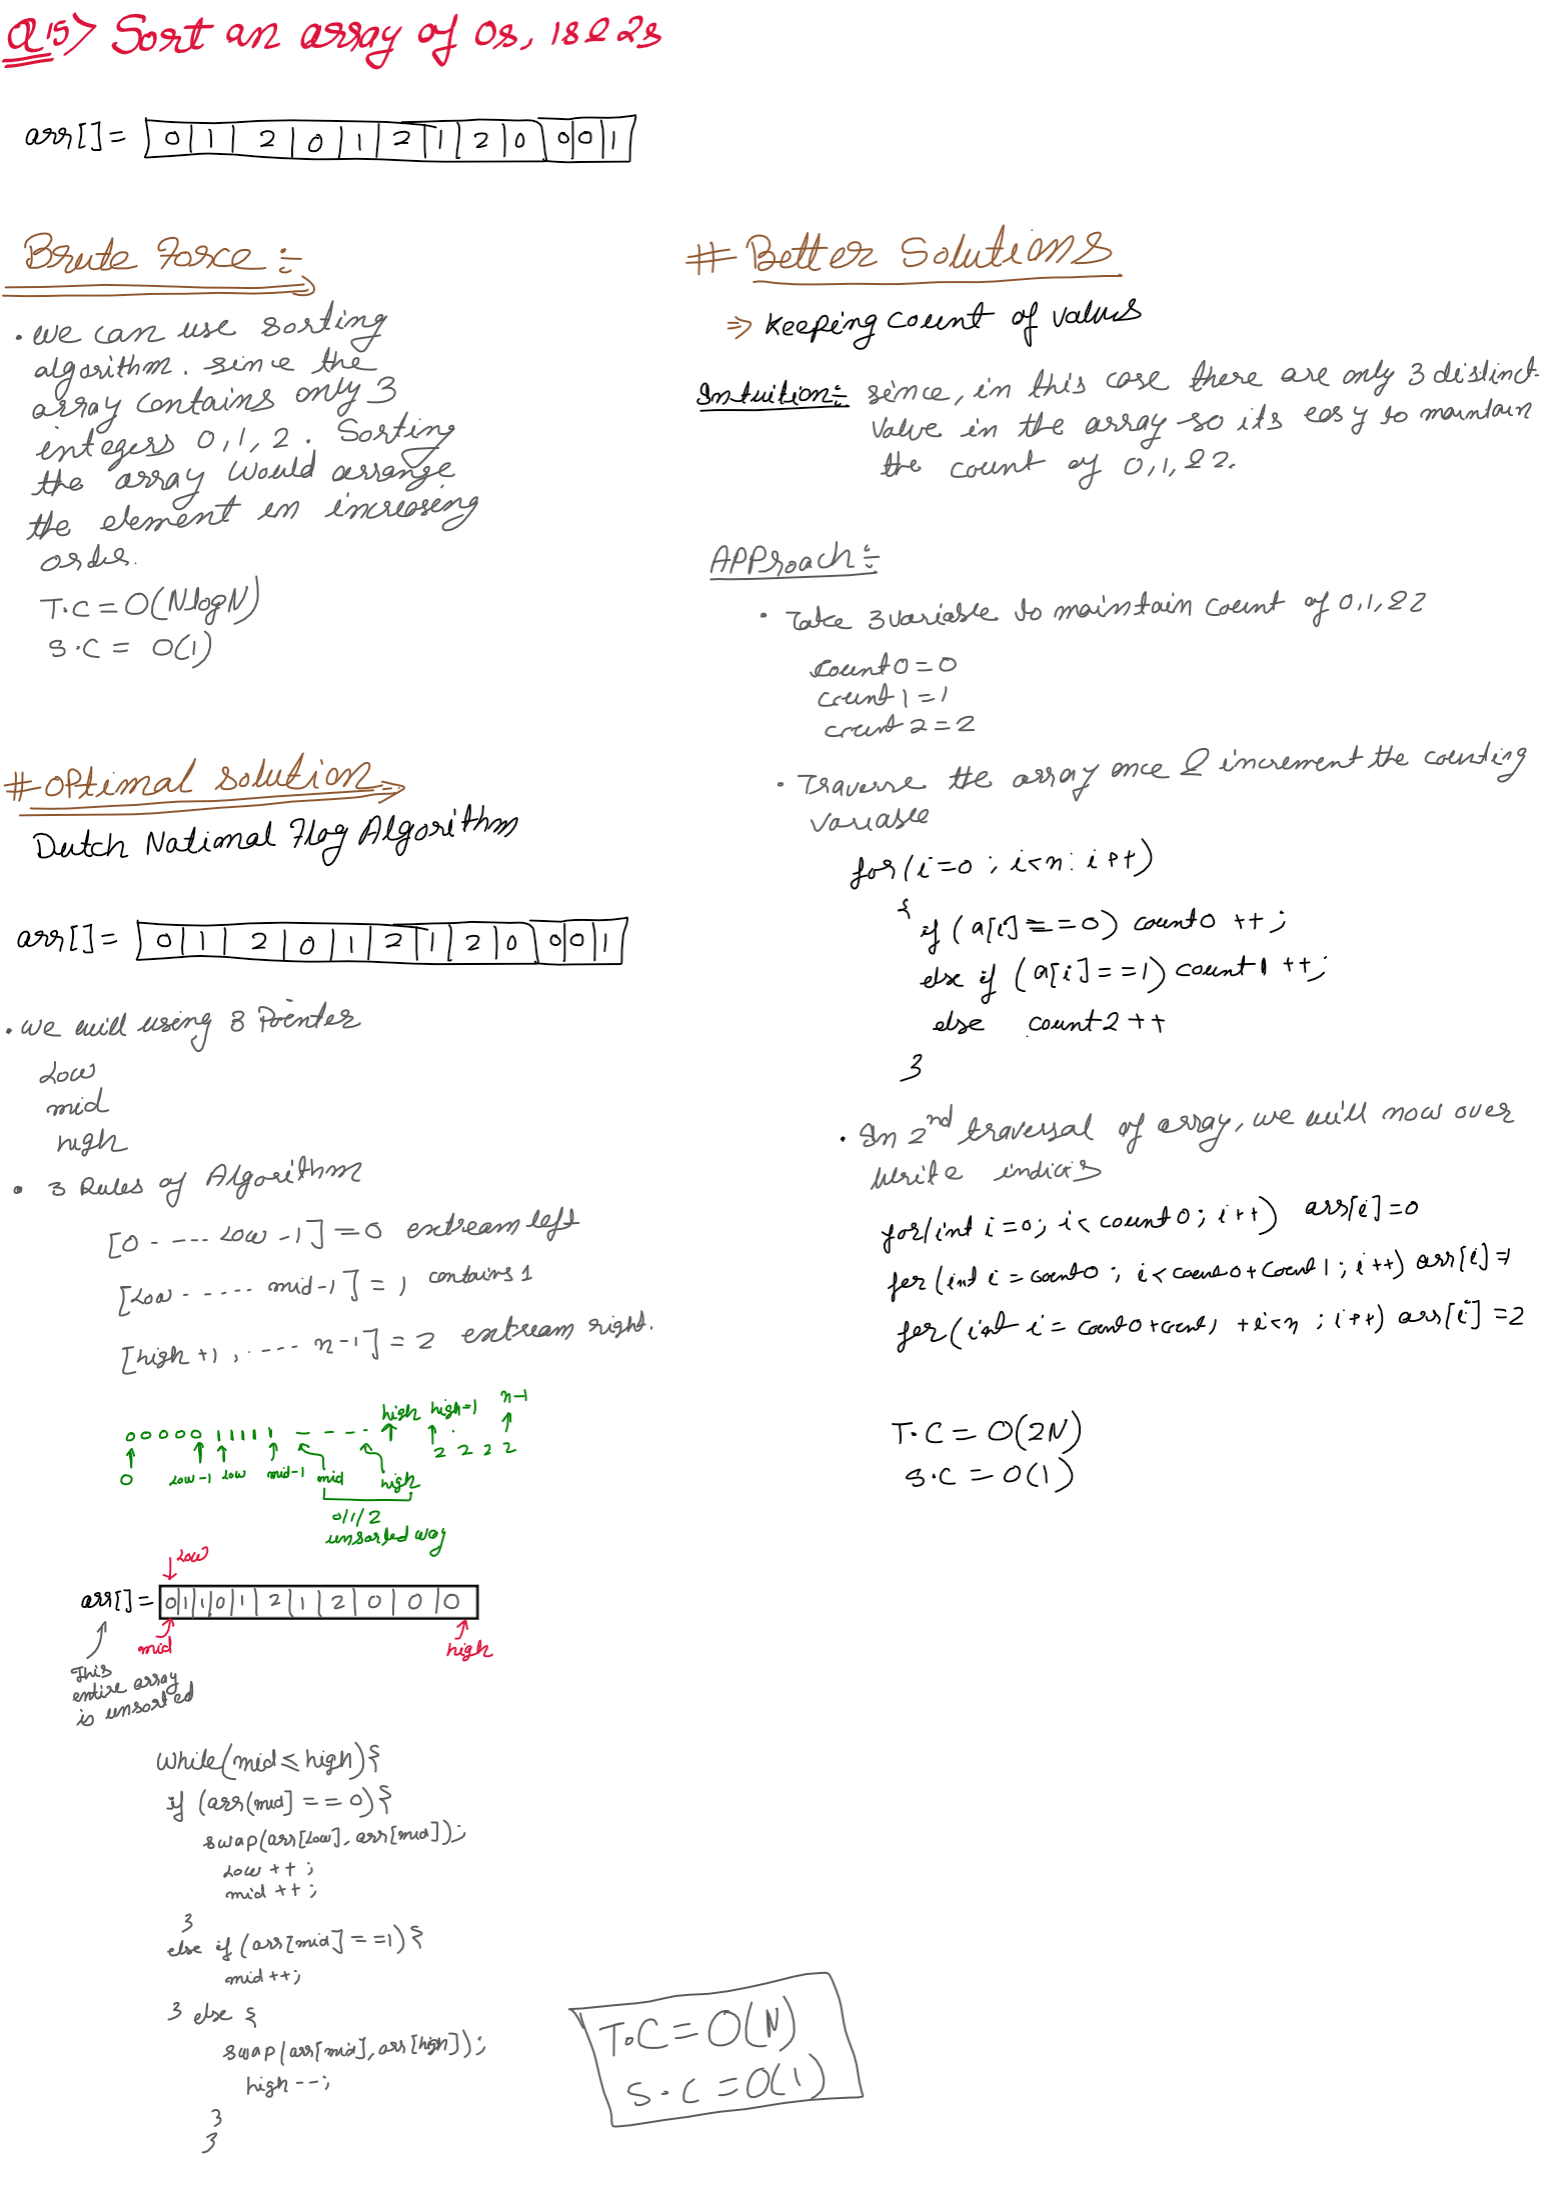 Q15> Sort an array of 0s, 1s & 2s
arr[] = 0 | 1 | 2 | 0 | 1 | 2 | 1 | 2 | 0 | 0 | 0 | 1
Brute Force :-
• we can use sorting
algorithm. since the
array contains only 3
integers 0,1,2. Sorting
the array would arrange
the element in increasing
order.
T.C = O(NlogN)
S.C = O(1)
# Optimal solution
Dutch National Flag Algorithm
arr[] = 0 | 1 | 2 | 0 | 1 | 2 | 1 | 2 | 0 | 0 | 0 | 1
• we will using 3 Pointer
Low
mid
high
• 3 Rules of Algorithm
[0 - --- Low -1] = 0 extream left
[Low - - - - - mid-1] = 1 contains 1
[high +1, - --- n-1] = 2 extream right.
high high=1 n-1
0 0 0 0 0 1 1 1 1 1 - - - - 2 2 2 2
0 Low-1 Low mid-1 mid high
0/1/2
unsorted way
Low
arr[] = 0 | 1 | 1 | 0 | 1 | 2 | 1 | 2 | 0 | 0 | 0
mid high
This
entire array
is unsorted
while(mid ≤ high){
if (arr(mid] == 0){
swap(arr[Low], arr[mid]);
Low ++ ;
mid ++ ;
}
else if (arr[mid] ==1){
mid ++;
} else {
swap(arr[mid], arr[high]);
high --;
}
}
T.C = O(N)
S.C = O(1)
# Better Solutions
⇒ Keeping count of values
Intuition:- since, in this case there are only 3 distinct
value in the array so its easy to maintain
the count of 0,1,& 2.
Approach :-
• Take 3 variable to maintain count of 0,1,& 2
count 0 = 0
count 1 = 1
count 2 = 2
• Traverse the array once & increment the counting
variable
for(i=0 ; i<n: i++)
{
if (a[i] == 0) count0 ++ ;
else if (a[i] ==1) count1 ++;
else count2 ++
}
• In 2nd traversal of array, we will now over
write indices
for(int i=0; i< count0; i++) arr[i]=0
for(int i = count0 ; i< count0+count1 ; i++) arr[i]=1
for(int i = count0+count1 + i<n ; i++) arr[i] =2
T.C = O(2N)
S.C = O(1)